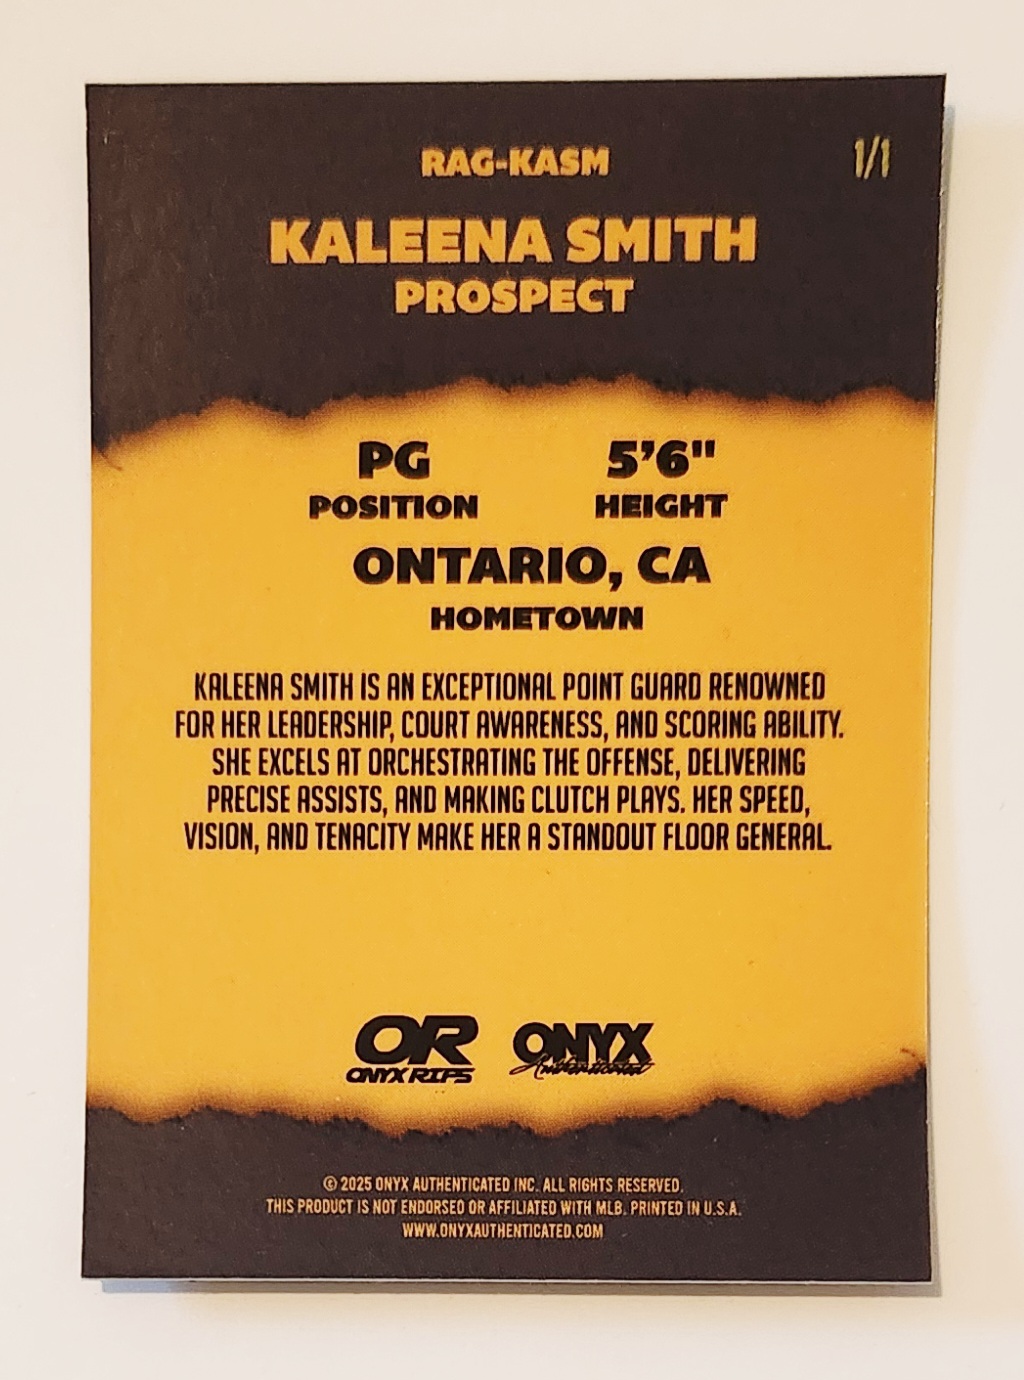 RAG-KASM
1/1
KALEENA SMITH
PROSPECT
PG
POSITION
5'6"
HEIGHT
ONTARIO, CA
HOMETOWN
KALEENA SMITH IS AN EXCEPTIONAL POINT GUARD RENOWNED
FOR HER LEADERSHIP, COURT AWARENESS, AND SCORING ABILITY.
SHE EXCELS AT ORCHESTRATING THE OFFENSE, DELIVERING
PRECISE ASSISTS, AND MAKING CLUTCH PLAYS. HER SPEED,
VISION, AND TENACITY MAKE HER A STANDOUT FLOOR GENERAL.
OR
ONYX RIPS
ONYX
Authenticated
© 2025 ONYX AUTHENTICATED INC. ALL RIGHTS RESERVED.
THIS PRODUCT IS NOT ENDORSED OR AFFILIATED WITH MLB. PRINTED IN U.S.A.
WWW.ONYXAUTHENTICATED.COM